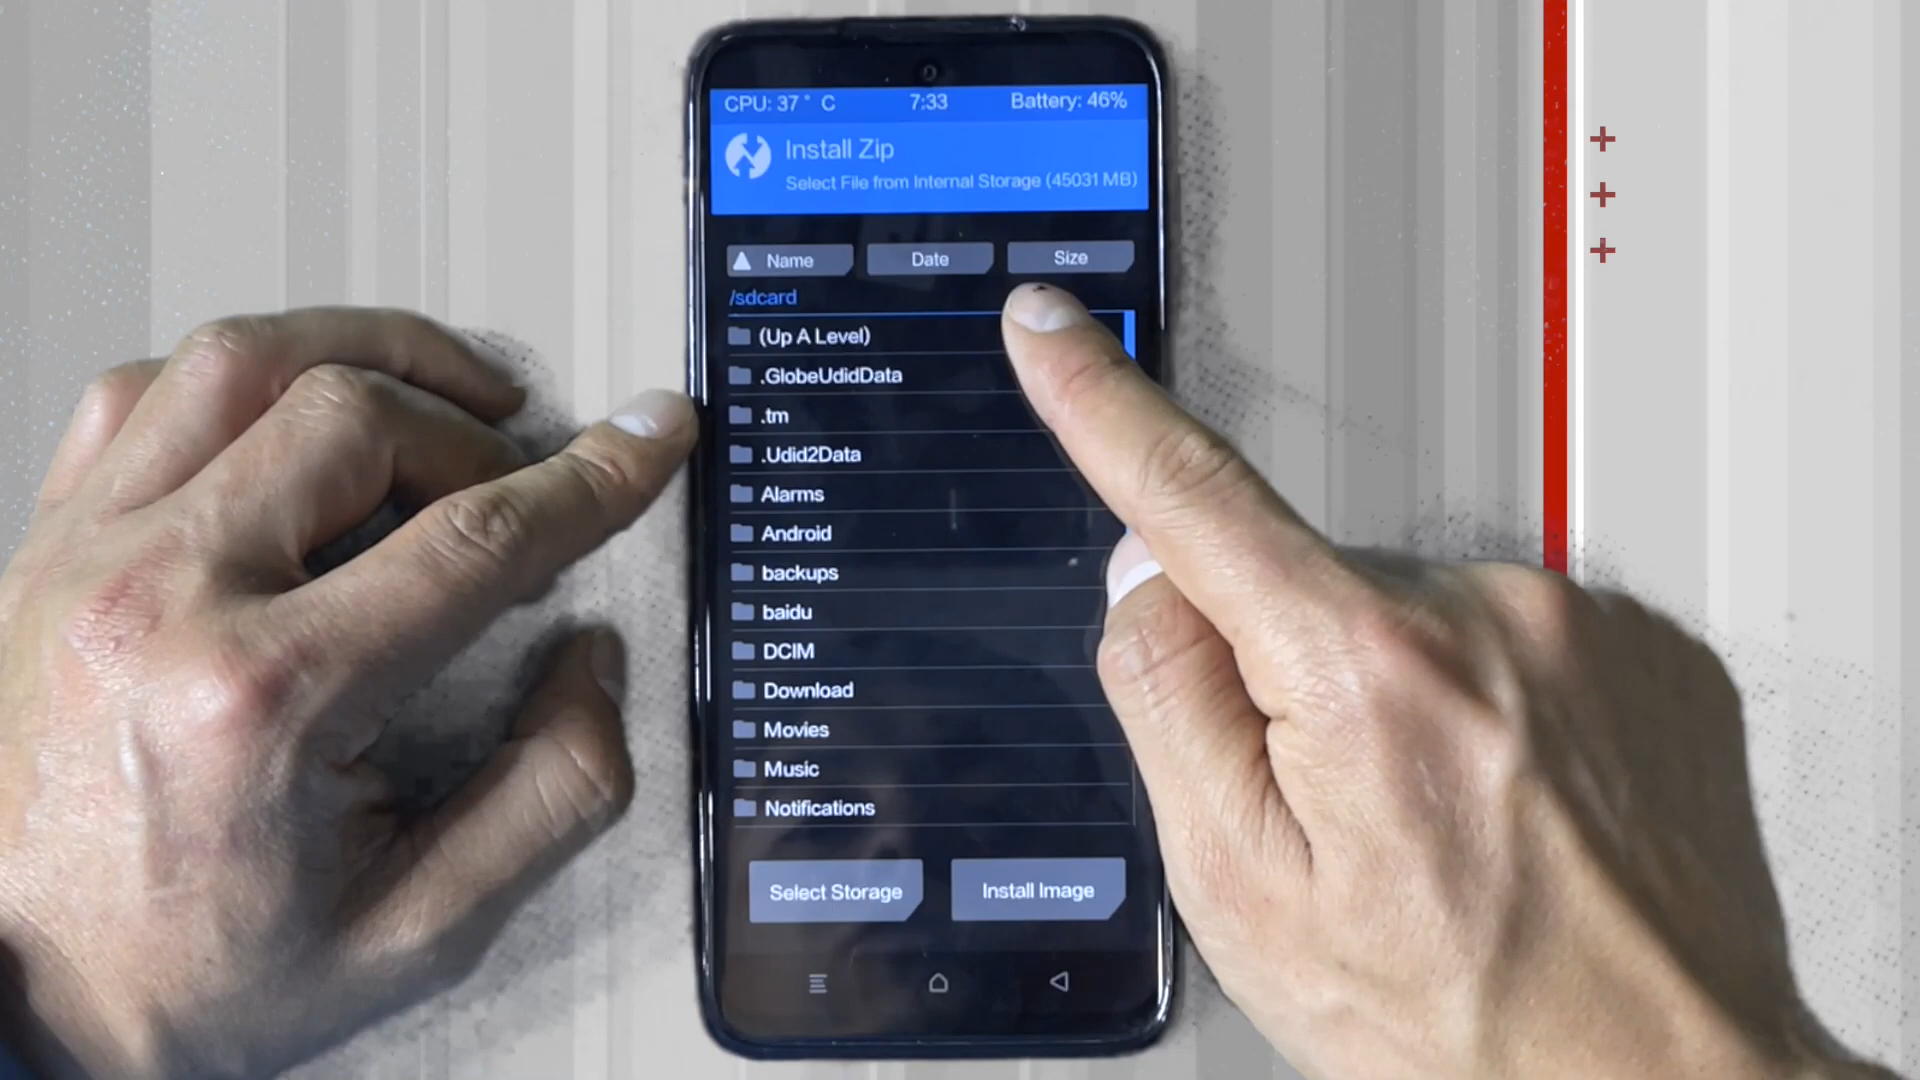 CPU: 37 ° C 7:33 Battery: 46%
Install Zip
Select File from Internal Storage (45031 MB)
Name Date Size
/sdcard
(Up A Level)
.GlobeUdidData
.tm
.Udid2Data
Alarms
Android
backups
baidu
DCIM
Download
Movies
Music
Notifications
Select Storage Install Image